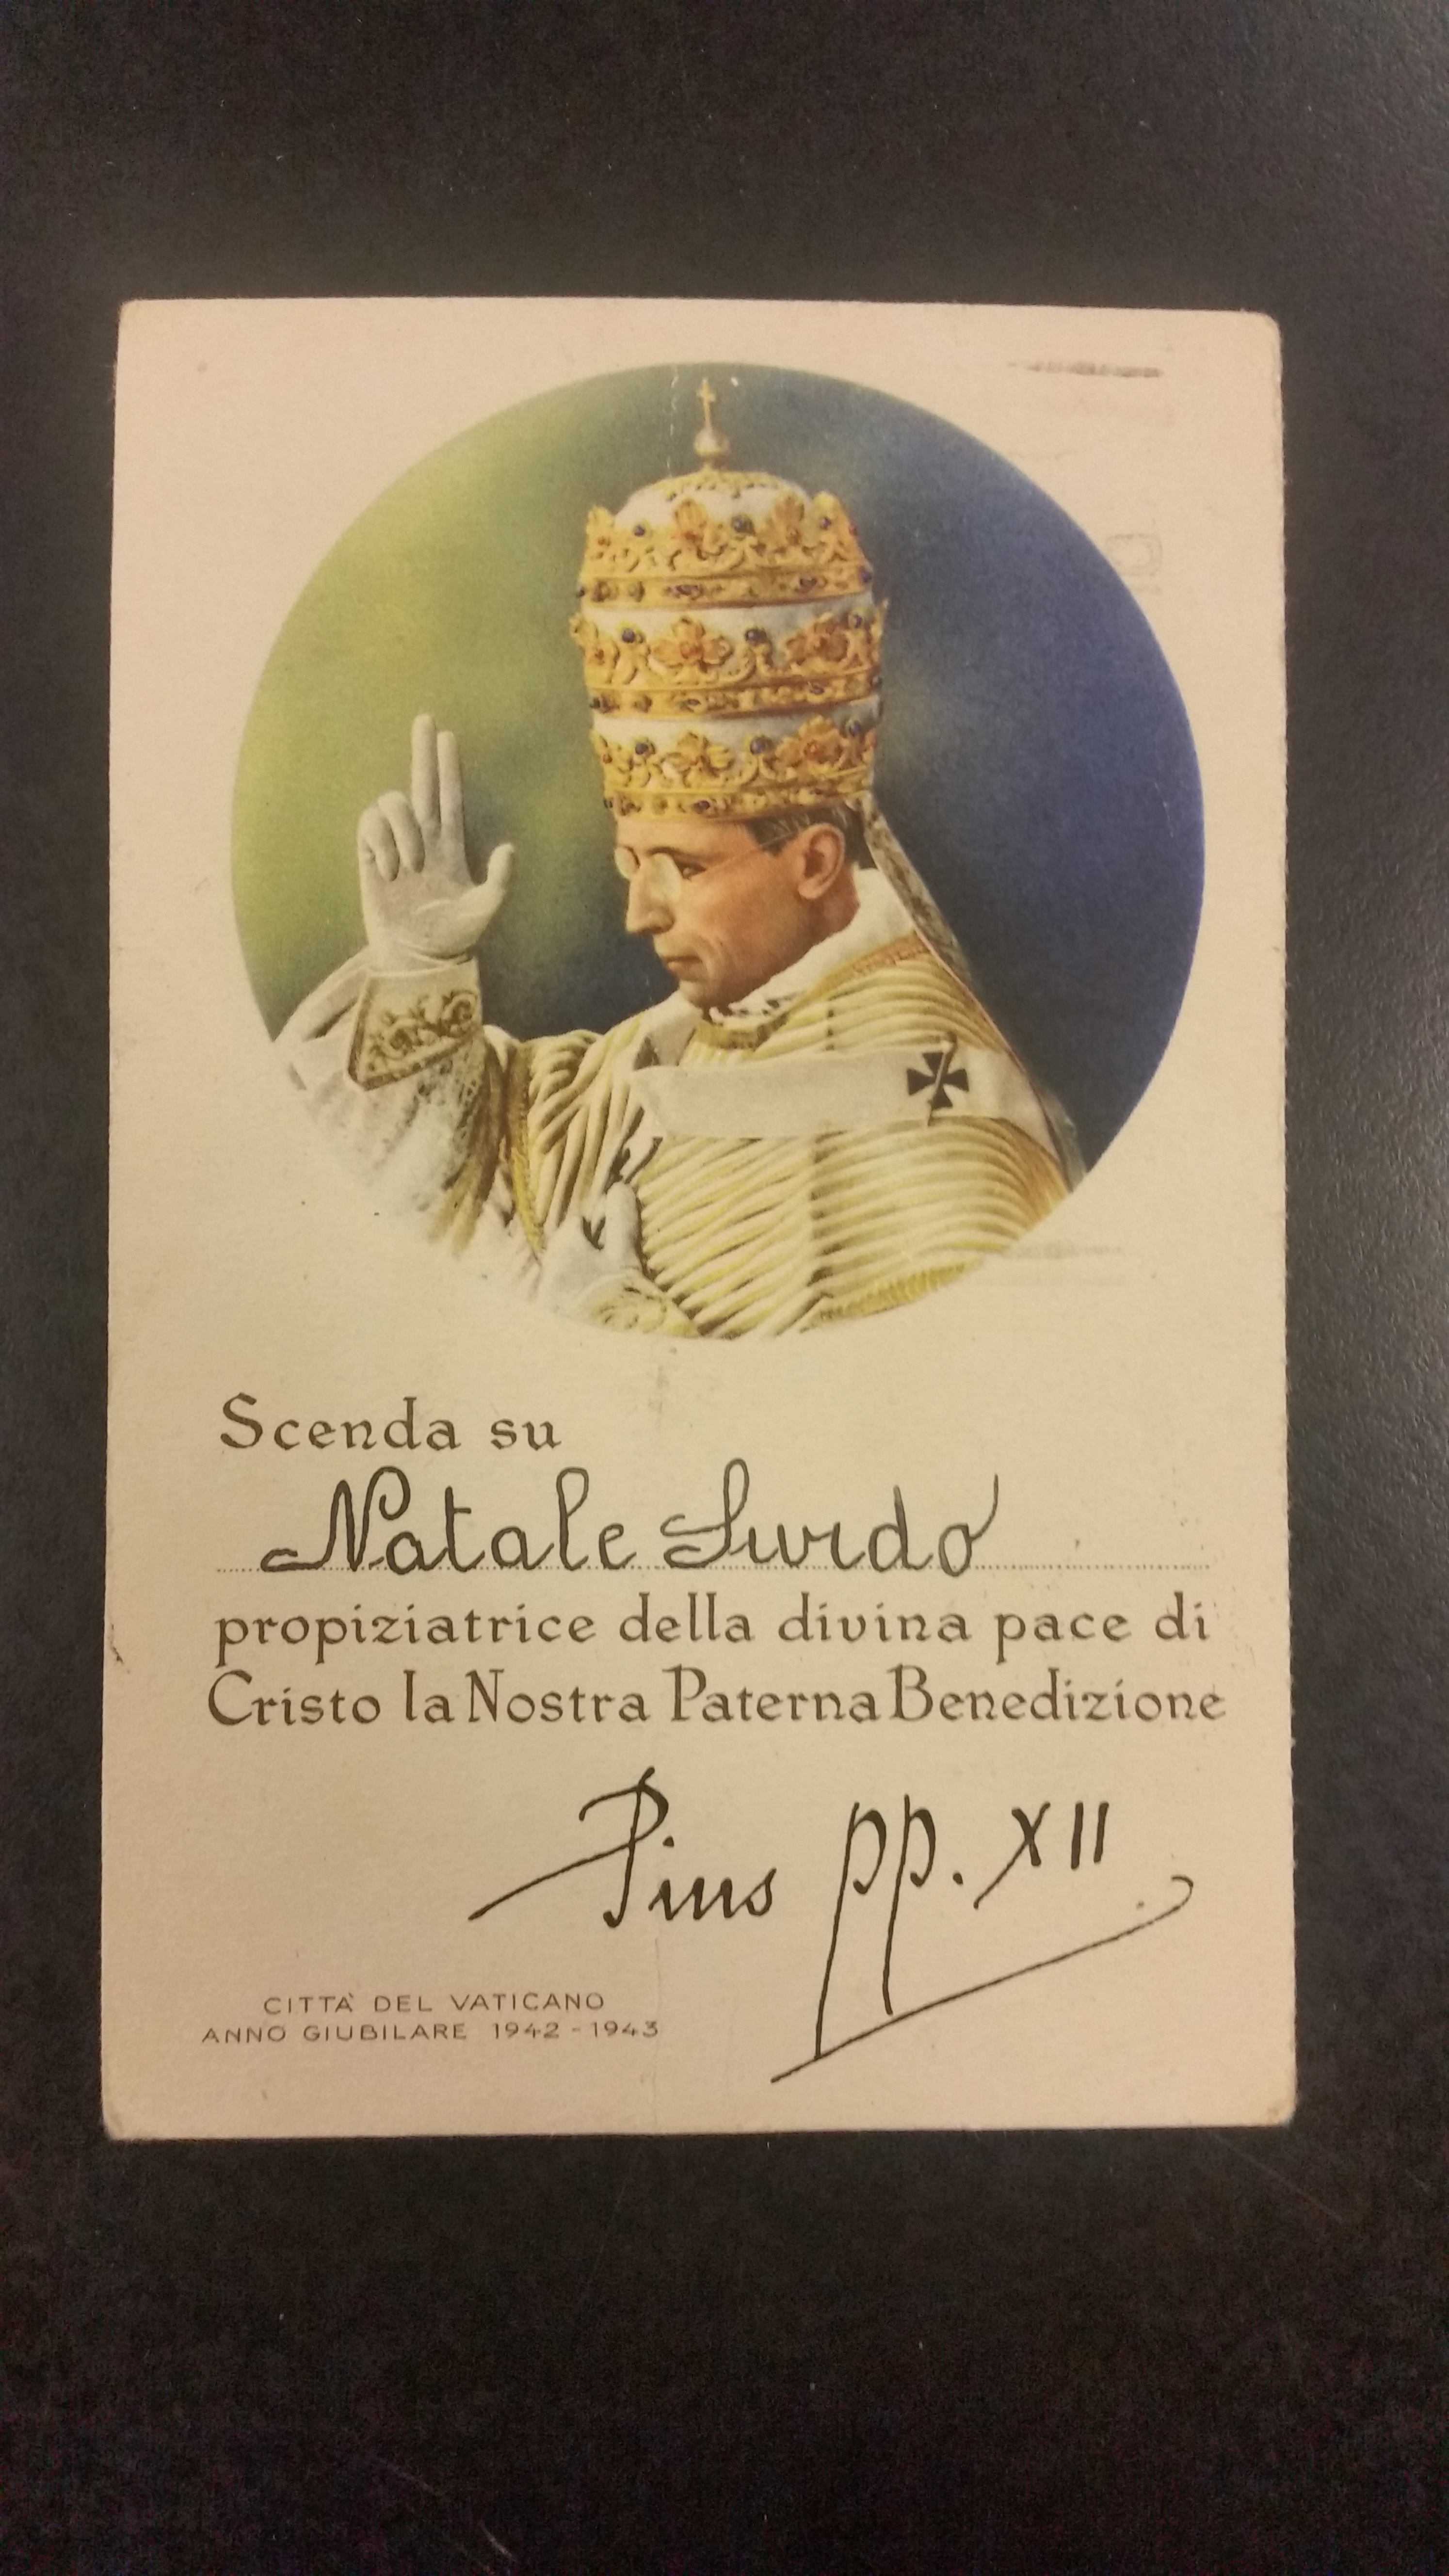 Scenda su
Natale Surdo
propiziatrice della divina pace di
Cristo la Nostra Paterna Benedizione
Pius pp. XII
CITTA' DEL VATICANO
ANNO GIUBILARE 1942-1943